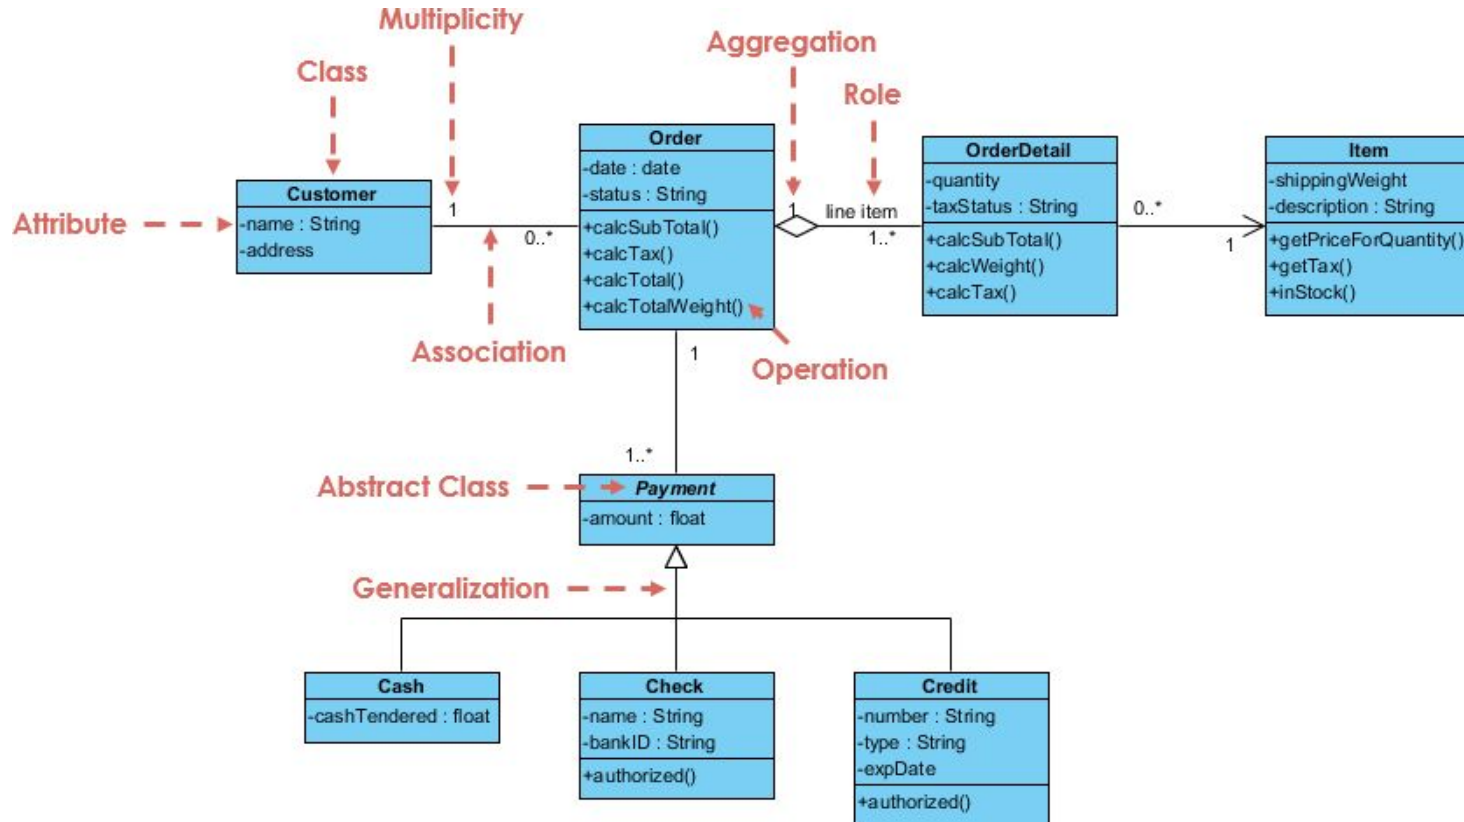 Multiplicity
Aggregation
Class
Role
Attribute
Customer
-name : String
-address
1
0..*
Association
Order
-date : date
-status : String
+calcSubTotal()
+calcTax()
+calcTotal()
+calcTotalWeight()
Operation
1
line item
1..*
OrderDetail
-quantity
-taxStatus : String
+calcSubTotal()
+calcWeight()
+calcTax()
0..*
1
Item
-shippingWeight
-description : String
+getPriceForQuantity()
+getTax()
+inStock()
1
1..*
Abstract Class
Payment
-amount : float
Generalization
Cash
-cashTendered : float
Check
-name : String
-bankID : String
+authorized()
Credit
-number : String
-type : String
-expDate
+authorized()